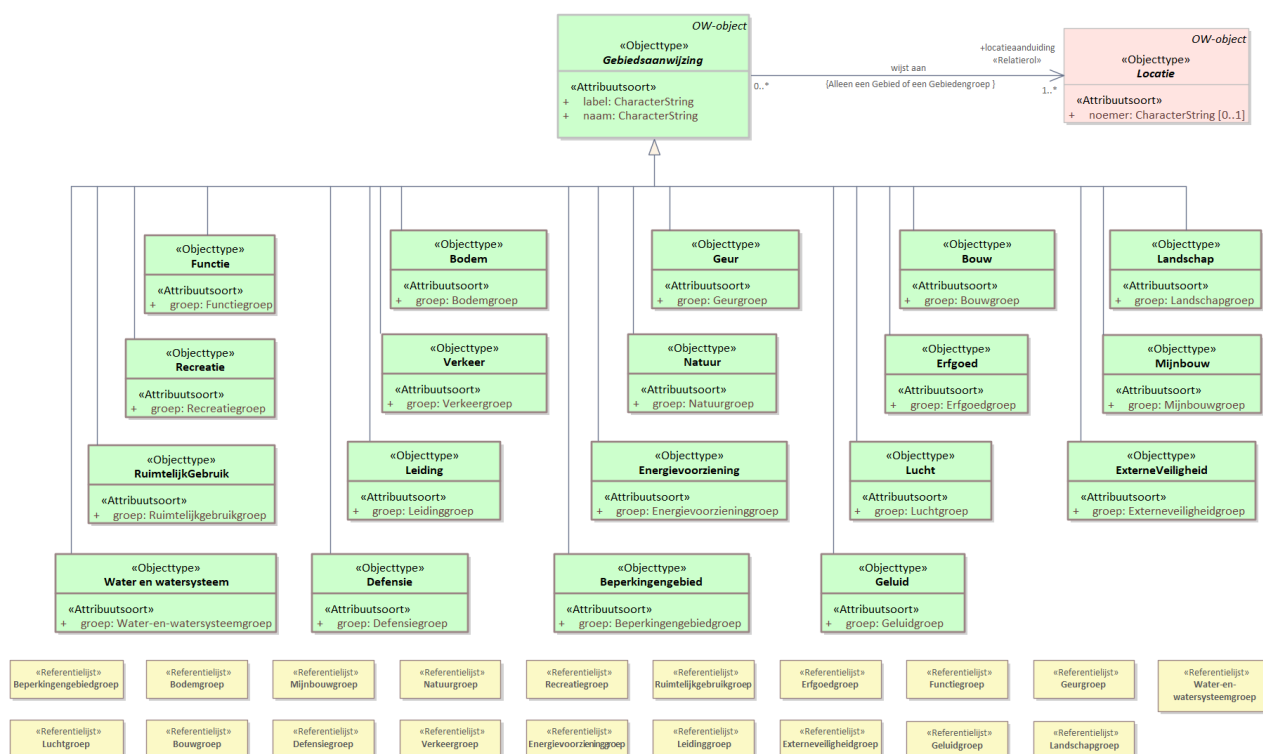 OW-object
«Objecttype»
Gebiedsaanwijzing
«Attribuutsoort»
+ label: CharacterString
+ naam: CharacterString
wijst aan
{Alleen een Gebied of een Gebiedengroep }
0..*
+locatieaanduiding
«Relatierol»
1..*
OW-object
«Objecttype»
Locatie
«Attribuutsoort»
+ noemer: CharacterString [0..1]
«Objecttype»
Functie
«Attribuutsoort»
+ groep: Functiegroep
«Objecttype»
Bodem
«Attribuutsoort»
+ groep: Bodemgroep
«Objecttype»
Geur
«Attribuutsoort»
+ groep: Geurgroep
«Objecttype»
Bouw
«Attribuutsoort»
+ groep: Bouwgroep
«Objecttype»
Landschap
«Attribuutsoort»
+ groep: Landschapgroep
«Objecttype»
Recreatie
«Attribuutsoort»
+ groep: Recreatiegroep
«Objecttype»
Verkeer
«Attribuutsoort»
+ groep: Verkeergroep
«Objecttype»
Natuur
«Attribuutsoort»
+ groep: Natuurgroep
«Objecttype»
Erfgoed
«Attribuutsoort»
+ groep: Erfgoedgroep
«Objecttype»
Mijnbouw
«Attribuutsoort»
+ groep: Mijnbouwgroep
«Objecttype»
RuimtelijkGebruik
«Attribuutsoort»
+ groep: Ruimtelijkgebruikgroep
«Objecttype»
Leiding
«Attribuutsoort»
+ groep: Leidinggroep
«Objecttype»
Energievoorziening
«Attribuutsoort»
+ groep: Energievoorzieninggroep
«Objecttype»
Lucht
«Attribuutsoort»
+ groep: Luchtgroep
«Objecttype»
ExterneVeiligheid
«Attribuutsoort»
+ groep: Externeveiligheidgroep
«Objecttype»
Water en watersysteem
«Attribuutsoort»
+ groep: Water-en-watersysteemgroep
«Objecttype»
Defensie
«Attribuutsoort»
+ groep: Defensiegroep
«Objecttype»
Beperkingengebied
«Attribuutsoort»
+ groep: Beperkingengebiedgroep
«Objecttype»
Geluid
«Attribuutsoort»
+ groep: Geluidgroep
«Referentielijst»
Beperkingengebiedgroep
«Referentielijst»
Bodemgroep
«Referentielijst»
Mijnbouwgroep
«Referentielijst»
Natuurgroep
«Referentielijst»
Recreatiegroep
«Referentielijst»
Ruimtelijkgebruikgroep
«Referentielijst»
Erfgoedgroep
«Referentielijst»
Functiegroep
«Referentielijst»
Geurgroep
«Referentielijst»
Water-en-
watersysteemgroep
«Referentielijst»
Luchtgroep
«Referentielijst»
Bouwgroep
«Referentielijst»
Defensiegroep
«Referentielijst»
Verkeergroep
«Referentielijst»
Energievoorzieninggroep
«Referentielijst»
Leidinggroep
«Referentielijst»
Externeveiligheidgroep
«Referentielijst»
Geluidgroep
«Referentielijst»
Landschapgroep